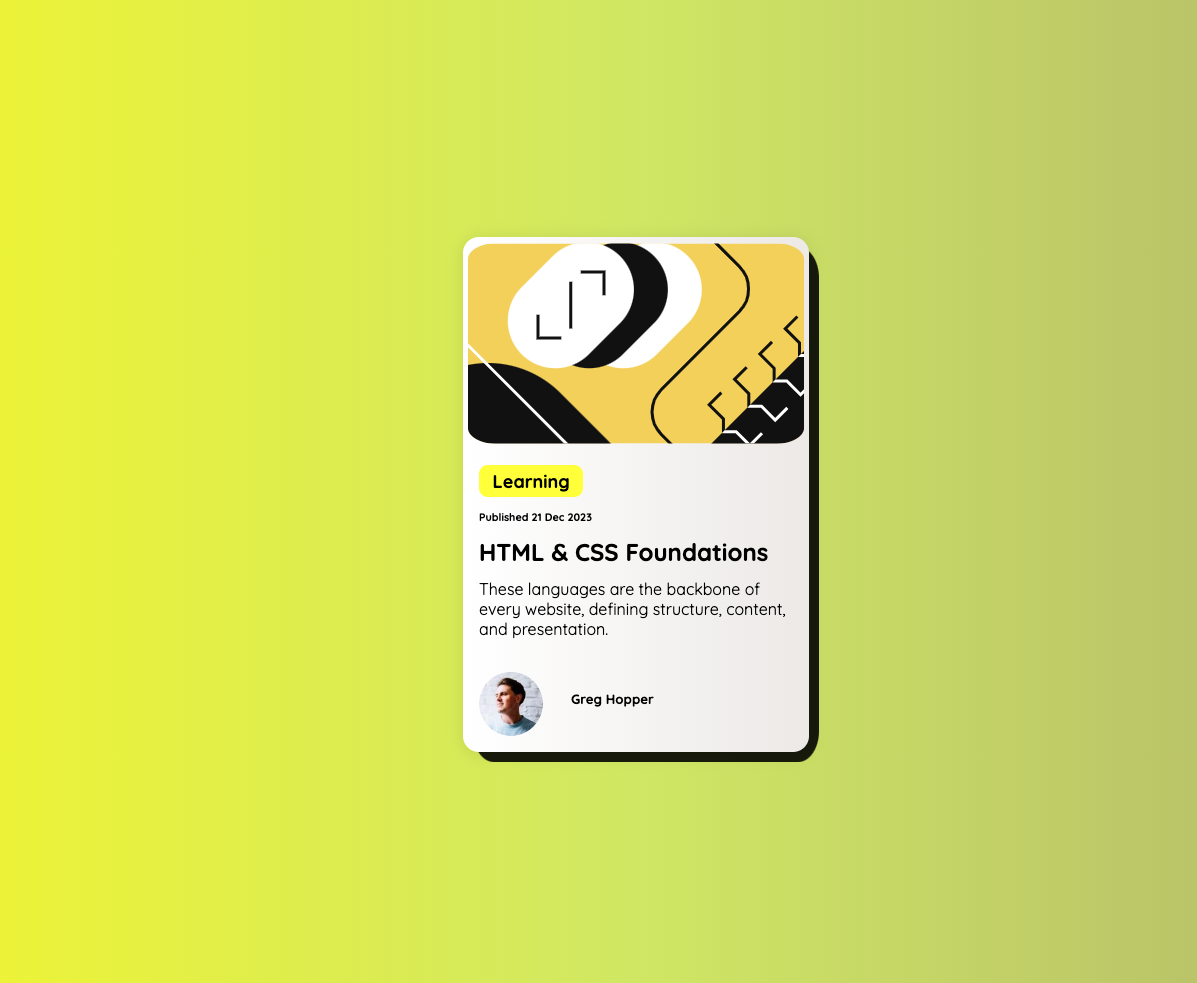 Learning
Published 21 Dec 2023
HTML & CSS Foundations
These languages are the backbone of
every website, defining structure, content,
and presentation.
Greg Hopper